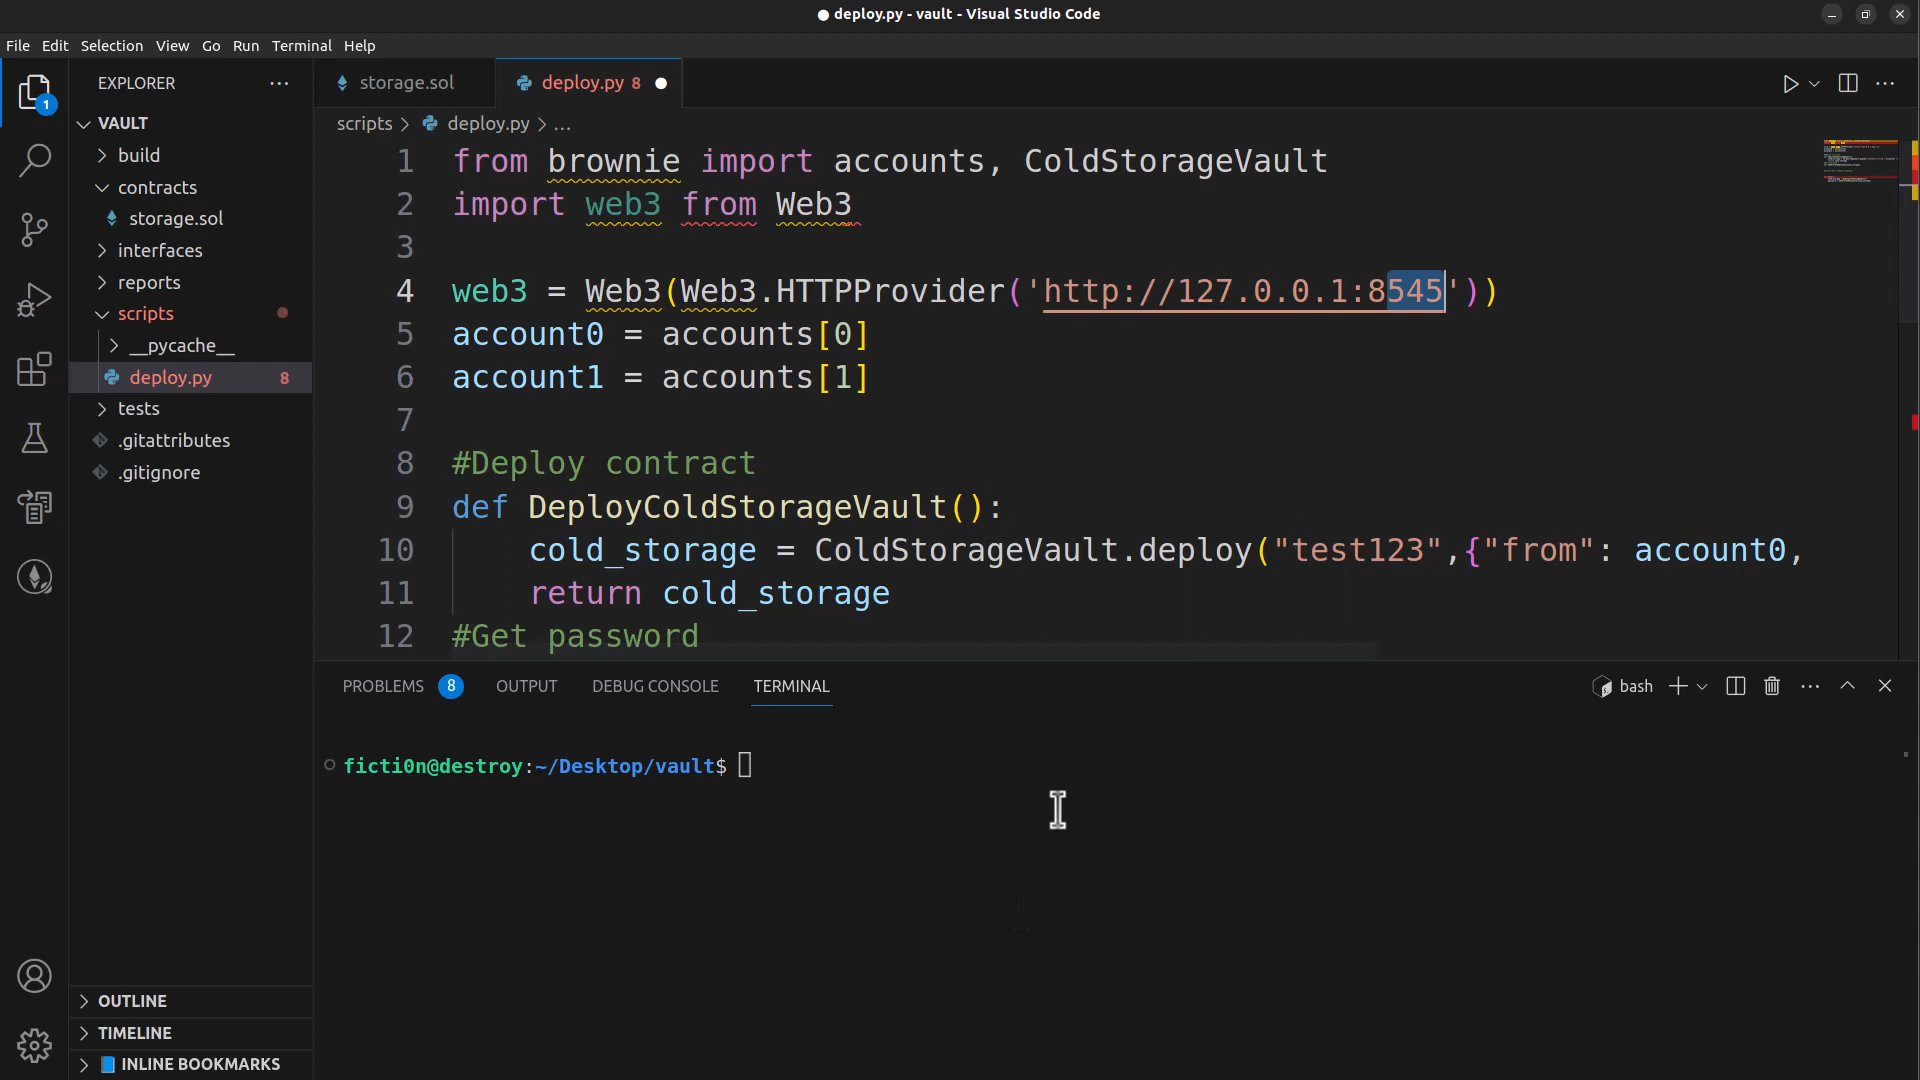 deploy.py - vault - Visual Studio Code
File Edit Selection View Go Run Terminal Help
EXPLORER
storage.sol
deploy.py 8
1
VAULT
build
contracts
storage.sol
interfaces
reports
scripts
__pycache__
deploy.py 8
tests
.gitattributes
.gitignore
OUTLINE
TIMELINE
INLINE BOOKMARKS
scripts > deploy.py > ...
1 from brownie import accounts, ColdStorageVault
2 import web3 from Web3
3
4 web3 = Web3(Web3.HTTPProvider('http://127.0.0.1:8545'))
5 account0 = accounts[0]
6 account1 = accounts[1]
7
8 #Deploy contract
9 def DeployColdStorageVault():
10 cold_storage = ColdStorageVault.deploy("test123",{"from": account0,
11 return cold_storage
12 #Get password
PROBLEMS 8 OUTPUT DEBUG CONSOLE TERMINAL
bash
ficti0n@destroy:~/Desktop/vault$